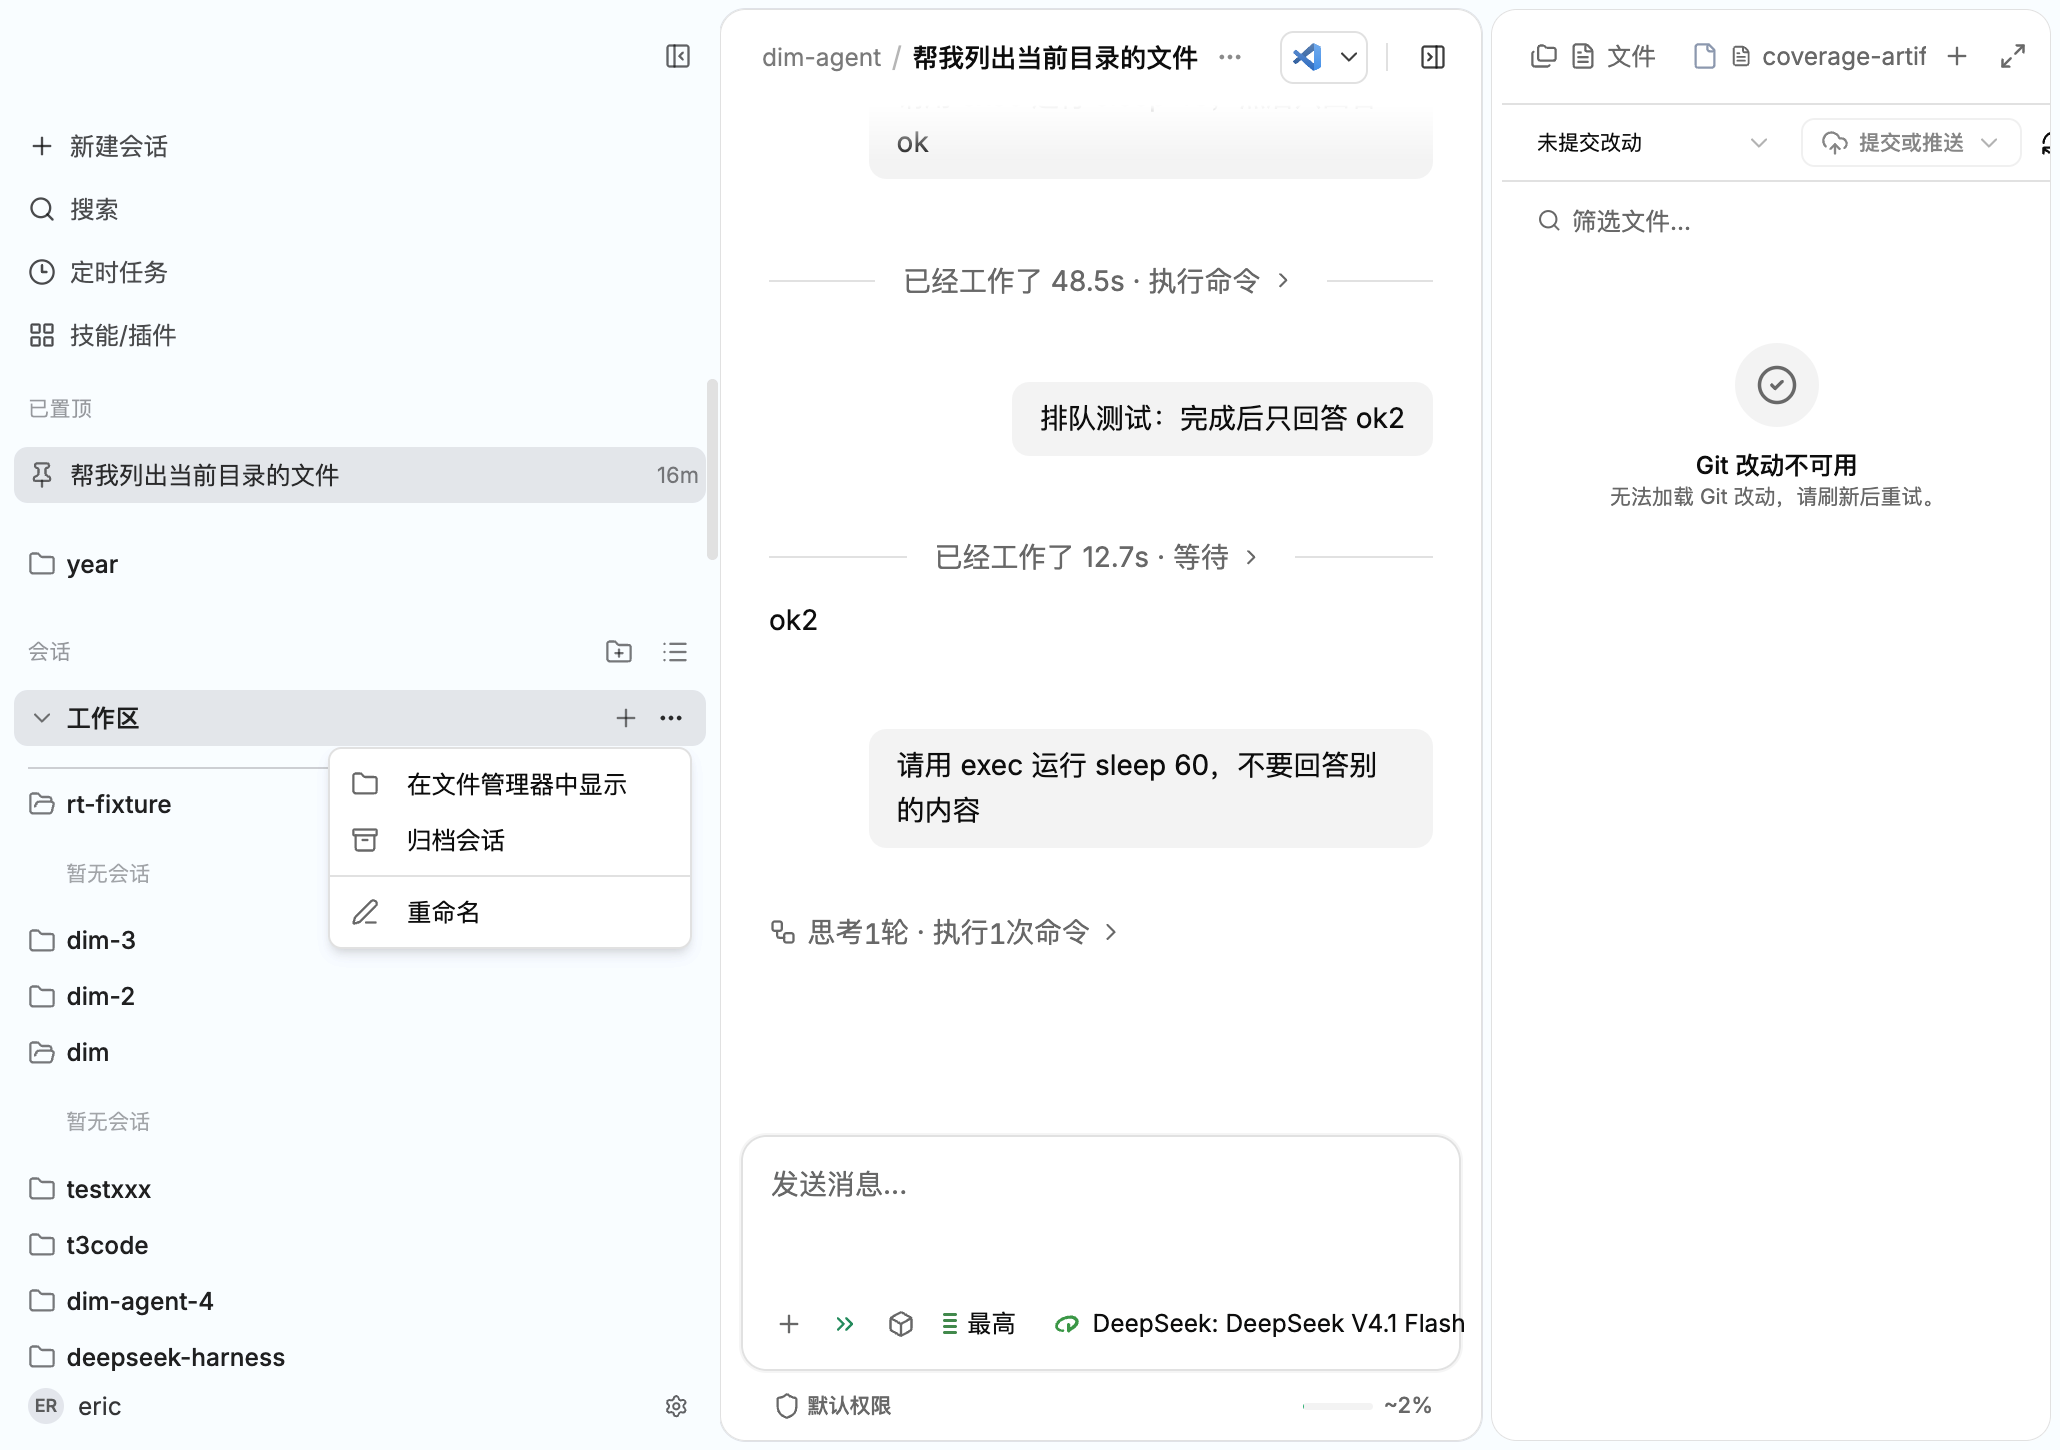 新建会话
搜索
定时任务
技能/插件
已置顶
帮我列出当前目录的文件 16m
year
会话
工作区
在文件管理器中显示
归档会话
重命名
rt-fixture
暂无会话
dim-3
dim-2
dim
暂无会话
testxxx
t3code
dim-agent-4
deepseek-harness
ER eric
dim-agent / 帮我列出当前目录的文件
ok
已经工作了 48.5s · 执行命令
排队测试：完成后只回答 ok2
已经工作了 12.7s · 等待
ok2
请用 exec 运行 sleep 60，不要回答别
的内容
思考1轮 · 执行1次命令
发送消息...
最高 DeepSeek: DeepSeek V4.1 Flash
默认权限 ~2%
文件 coverage-artif
未提交改动 提交或推送
筛选文件...
Git 改动不可用
无法加载 Git 改动，请刷新后重试。